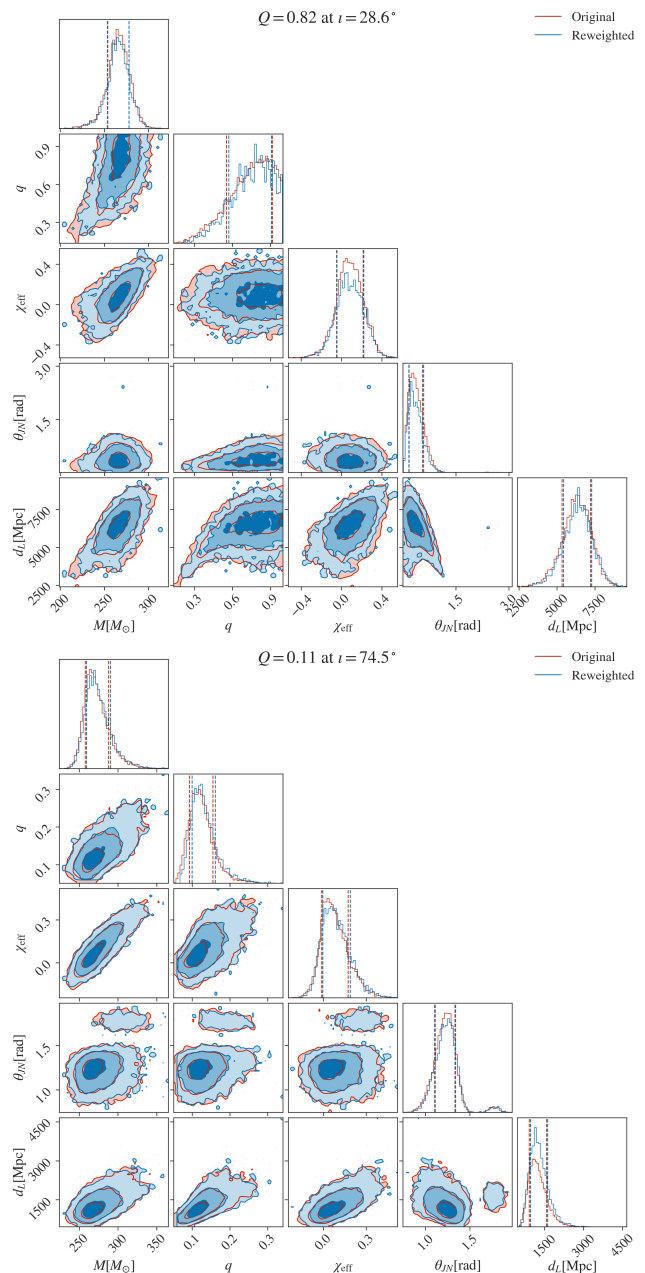 Q = 0.82 at ι = 28.6°
Original
Reweighted
0.9
0.6
0.3
q
0.4
0.0
−0.4
χeff
3.0
1.5
θJN[rad]
7500
5000
2500
dL[Mpc]
200 250 300
0.3 0.6 0.9
−0.4 0.0 0.4
1.5 3.0
2500 5000 7500
M[M⊙] q χeff θJN[rad] dL[Mpc]
Q = 0.11 at ι = 74.5°
Original
Reweighted
0.3
0.2
0.1
q
0.3
0.0
χeff
1.5
1.0
θJN[rad]
4500
3000
1500
dL[Mpc]
250 300 350
0.1 0.2 0.3
0.0 0.3
1.0 1.5
1500 3000 4500
M[M⊙] q χeff θJN[rad] dL[Mpc]